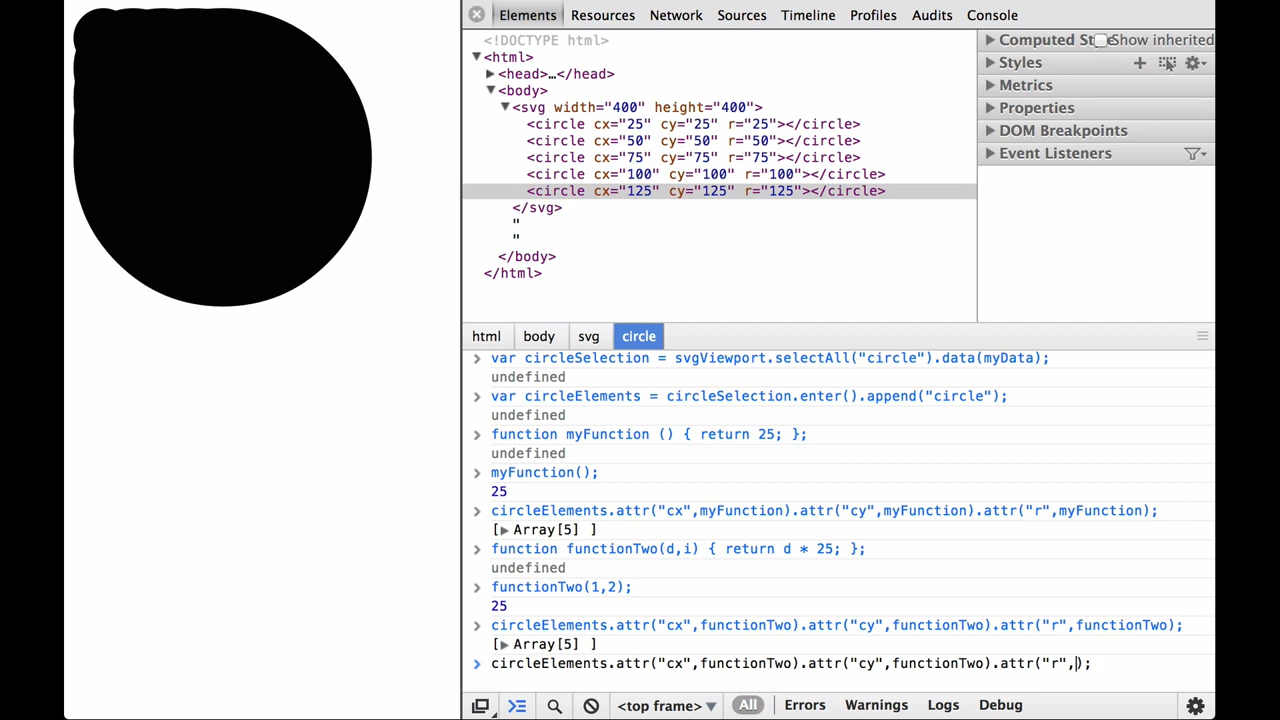 Elements Resources Network Sources Timeline Profiles Audits Console
<!DOCTYPE html>
<html>
<head>…</head>
<body>
<svg width="400" height="400">
<circle cx="25" cy="25" r="25"></circle>
<circle cx="50" cy="50" r="50"></circle>
<circle cx="75" cy="75" r="75"></circle>
<circle cx="100" cy="100" r="100"></circle>
<circle cx="125" cy="125" r="125"></circle>
</svg>
"
"
</body>
</html>
Computed Show inherited
Styles
Metrics
Properties
DOM Breakpoints
Event Listeners
html body svg circle
var circleSelection = svgViewport.selectAll("circle").data(myData);
undefined
var circleElements = circleSelection.enter().append("circle");
undefined
function myFunction () { return 25; };
undefined
myFunction();
25
circleElements.attr("cx",myFunction).attr("cy",myFunction).attr("r",myFunction);
[▶Array[5] ]
function functionTwo(d,i) { return d * 25; };
undefined
functionTwo(1,2);
25
circleElements.attr("cx",functionTwo).attr("cy",functionTwo).attr("r",functionTwo);
[▶Array[5] ]
circleElements.attr("cx",functionTwo).attr("cy",functionTwo).attr("r",);
<top frame> All Errors Warnings Logs Debug